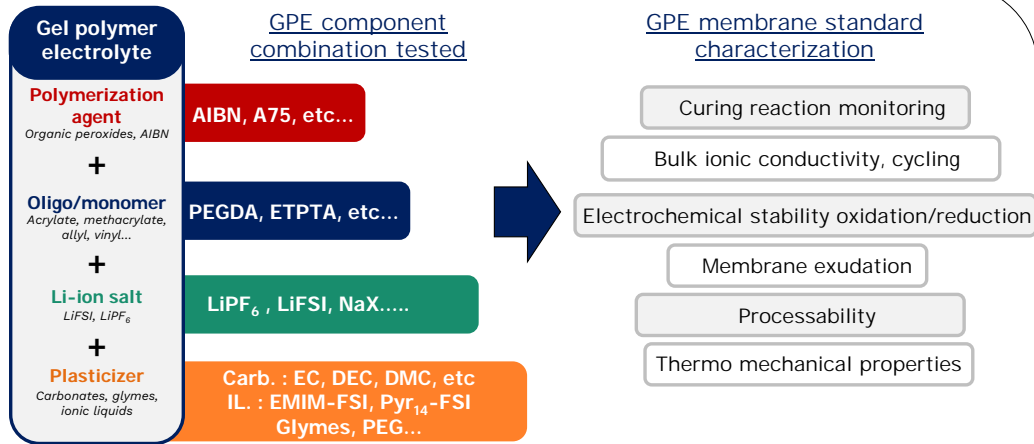 Gel polymer
electrolyte
Polymerization
agent
Organic peroxides, AIBN
+
Oligo/monomer
Acrylate, methacrylate,
allyl, vinyl...
+
Li-ion salt
LiFSI, LiPF₆
+
Plasticizer
Carbonates, glymes,
ionic liquids
GPE component
combination tested
AIBN, A75, etc...
PEGDA, ETPTA, etc...
LiPF₆ , LiFSI, NaX.....
Carb. : EC, DEC, DMC, etc
IL. : EMIM-FSI, Pyr₁₄-FSI
Glymes, PEG...
GPE membrane standard
characterization
Curing reaction monitoring
Bulk ionic conductivity, cycling
Electrochemical stability oxidation/reduction
Membrane exudation
Processability
Thermo mechanical properties